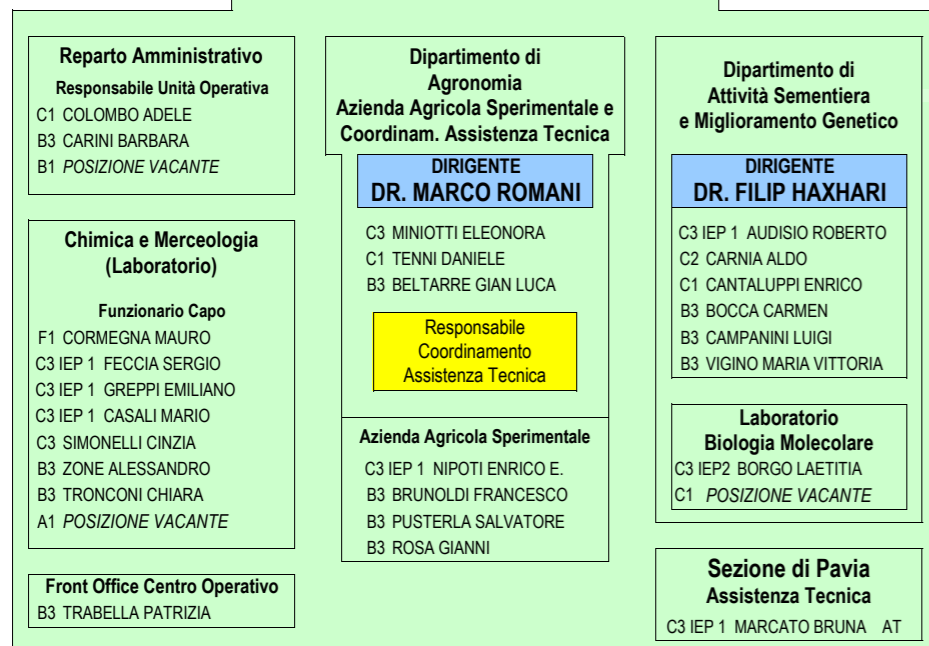 Reparto Amministrativo
Responsabile Unità Operativa
C1 COLOMBO ADELE
B3 CARINI BARBARA
B1 POSIZIONE VACANTE
Chimica e Merceologia
(Laboratorio)
Funzionario Capo
F1 CORMEGNA MAURO
C3 IEP 1 FECCIA SERGIO
C3 IEP 1 GREPPI EMILIANO
C3 IEP 1 CASALI MARIO
C3 SIMONELLI CINZIA
B3 ZONE ALESSANDRO
B3 TRONCONI CHIARA
A1 POSIZIONE VACANTE
Front Office Centro Operativo
B3 TRABELLA PATRIZIA
Dipartimento di
Agronomia
Azienda Agricola Sperimentale e
Coordinam. Assistenza Tecnica
DIRIGENTE
DR. MARCO ROMANI
C3 MINIOTTI ELEONORA
C1 TENNI DANIELE
B3 BELTARRE GIAN LUCA
Responsabile
Coordinamento
Assistenza Tecnica
Azienda Agricola Sperimentale
C3 IEP 1 NIPOTI ENRICO E.
B3 BRUNOLDI FRANCESCO
B3 PUSTERLA SALVATORE
B3 ROSA GIANNI
Dipartimento di
Attività Sementiera
e Miglioramento Genetico
DIRIGENTE
DR. FILIP HAXHARI
C3 IEP 1 AUDISIO ROBERTO
C2 CARNIA ALDO
C1 CANTALUPPI ENRICO
B3 BOCCA CARMEN
B3 CAMPANINI LUIGI
B3 VIGINO MARIA VITTORIA
Laboratorio
Biologia Molecolare
C3 IEP2 BORGO LAETITIA
C1 POSIZIONE VACANTE
Sezione di Pavia
Assistenza Tecnica
C3 IEP 1 MARCATO BRUNA AT